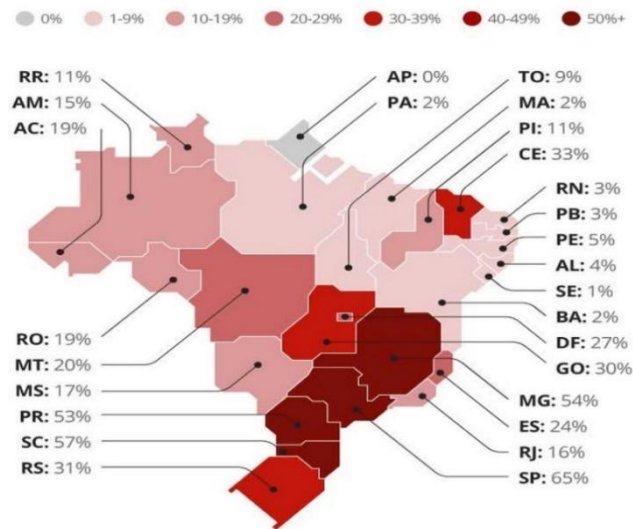 0% 1-9% 10-19% 20-29% 30-39% 40-49% 50%+
RR: 11%
AM: 15%
AC: 19%
AP: 0%
PA: 2%
TO: 9%
MA: 2%
PI: 11%
CE: 33%
RN: 3%
PB: 3%
PE: 5%
AL: 4%
SE: 1%
BA: 2%
DF: 27%
GO: 30%
RO: 19%
MT: 20%
MS: 17%
PR: 53%
SC: 57%
RS: 31%
MG: 54%
ES: 24%
RJ: 16%
SP: 65%